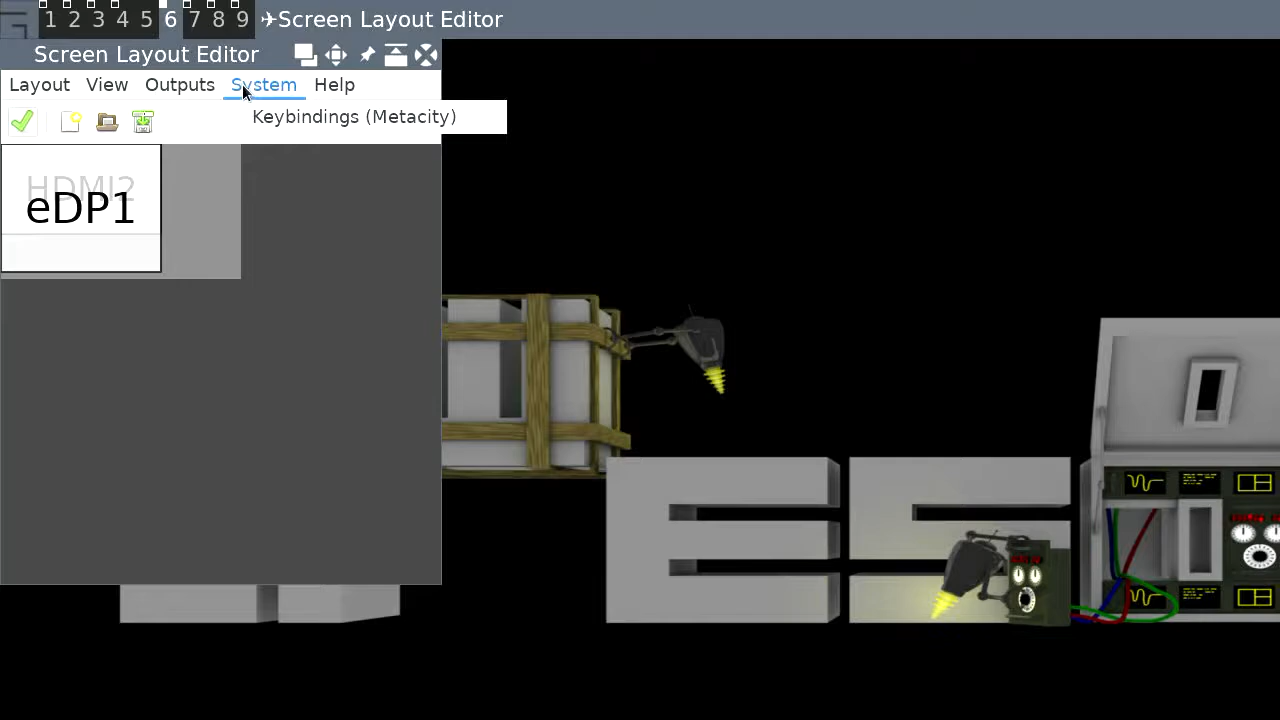 1 2 3 4 5 6 7 8 9 ✈Screen Layout Editor
Screen Layout Editor
Layout View Outputs System Help
Keybindings (Metacity)
HDMI2
eDP1